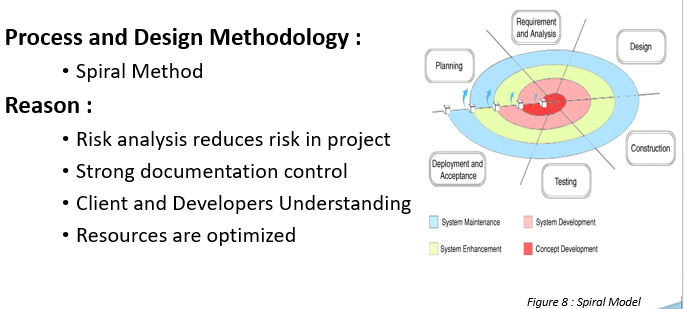 Process and Design Methodology :
• Spiral Method
Reason :
• Risk analysis reduces risk in project
• Strong documentation control
• Client and Developers Understanding
• Resources are optimized
Requirement
and Analysis
Design
Planning
Construction
Deployment and
Acceptance
Testing
System Maintenance
System Development
System Enhancement
Concept Development
Figure 8 : Spiral Model